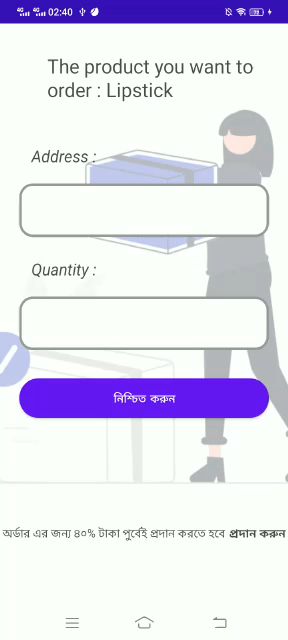 02:40
The product you want to
order : Lipstick
Address :
Quantity :
নিশ্চিত করুন
অর্ডার এর জন্য ৪০% টাকা পুর্বেই প্রদান করতে হবে প্রদান করুন